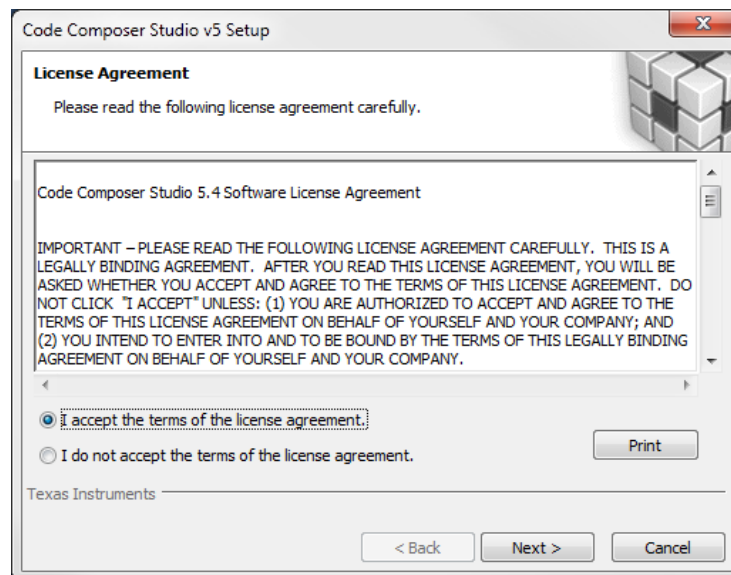 Code Composer Studio v5 Setup
License Agreement
Please read the following license agreement carefully.
Code Composer Studio 5.4 Software License Agreement
IMPORTANT – PLEASE READ THE FOLLOWING LICENSE AGREEMENT CAREFULLY.  THIS IS A
LEGALLY BINDING AGREEMENT.  AFTER YOU READ THIS LICENSE AGREEMENT, YOU WILL BE
ASKED WHETHER YOU ACCEPT AND AGREE TO THE TERMS OF THIS LICENSE AGREEMENT.  DO
NOT CLICK  "I ACCEPT" UNLESS: (1) YOU ARE AUTHORIZED TO ACCEPT AND AGREE TO THE
TERMS OF THIS LICENSE AGREEMENT ON BEHALF OF YOURSELF AND YOUR COMPANY; AND
(2) YOU INTEND TO ENTER INTO AND TO BE BOUND BY THE TERMS OF THIS LEGALLY BINDING
AGREEMENT ON BEHALF OF YOURSELF AND YOUR COMPANY.
I accept the terms of the license agreement.
I do not accept the terms of the license agreement.
Print
Texas Instruments
< Back
Next >
Cancel